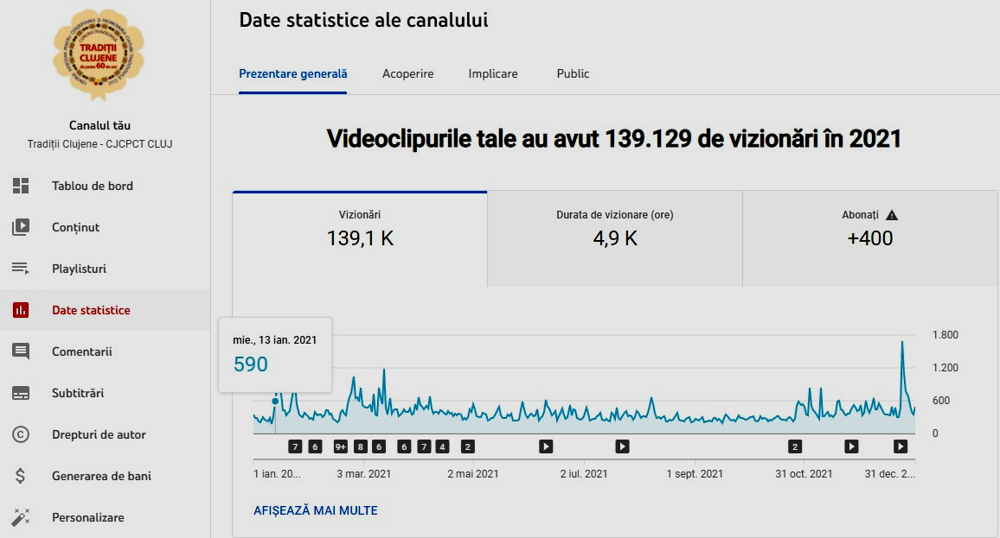 TRADIȚII
CLUJENE
de peste 60 de ani
Canalul tău
Tradiții Clujene - CJCPCT CLUJ
Tablou de bord
Conținut
Playlisturi
Date statistice
Comentarii
Subtitrări
Drepturi de autor
Generarea de bani
Personalizare
Date statistice ale canalului
Prezentare generală Acoperire Implicare Public
Videoclipurile tale au avut 139.129 de vizionări în 2021
Vizionări
139,1 K
Durata de vizionare (ore)
4,9 K
Abonați
+400
mie., 13 ian. 2021
590
1.800
1.200
600
0
7 6 9+ 8 6 6 7 4 2 2
1 ian. 20... 3 mar. 2021 2 mai 2021 2 iul. 2021 1 sept. 2021 31 oct. 2021 31 dec. 2...
AFIȘEAZĂ MAI MULTE